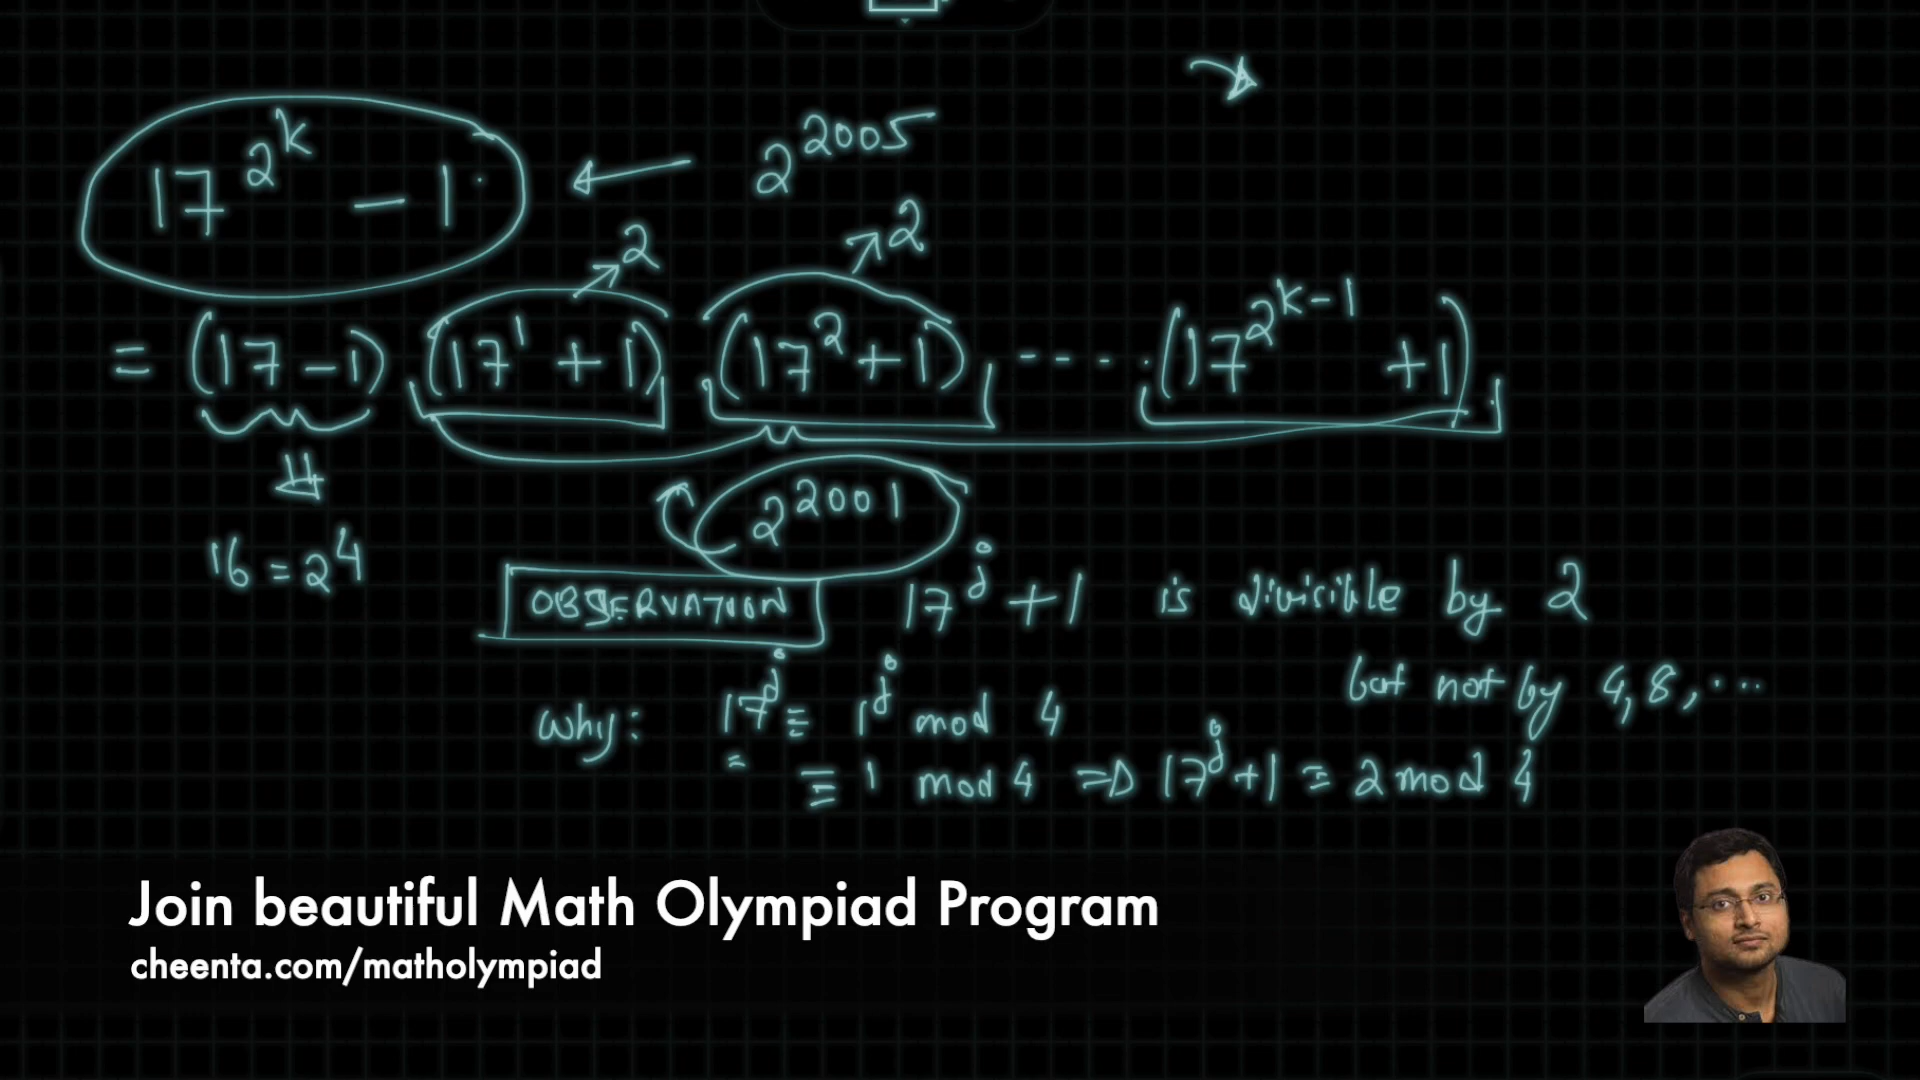 17^{2^k} - 1 ← 2^{2005}
2 2
= (17 - 1) (17^1 + 1) (17^2 + 1) ---- (17^{2^{k-1}} + 1)
2^{2001}
16 = 2^4
OBSERVATION 17^j + 1 is divisible by 2
but not by 4, 8, ...
Why: 17^j ≡ 1^j mod 4
≡ 1 mod 4 ⇒ 17^j + 1 ≡ 2 mod 4
Join beautiful Math Olympiad Program
cheenta.com/matholympiad